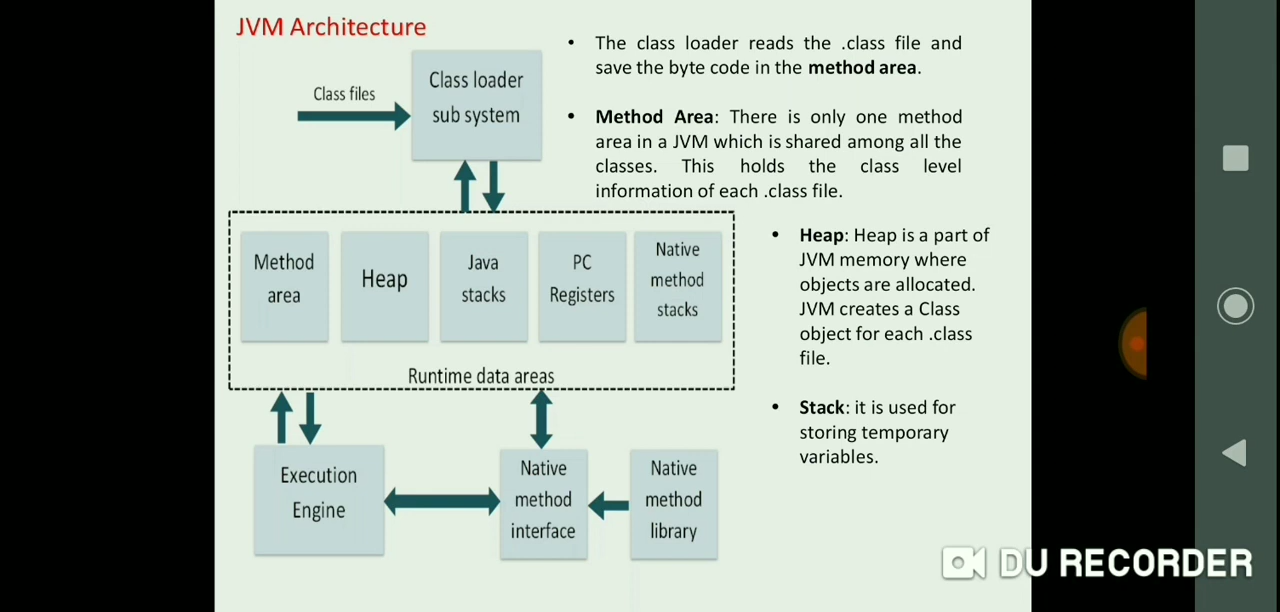 JVM Architecture
Class files
Class loader
sub system
• The class loader reads the .class file and
save the byte code in the method area.
• Method Area: There is only one method
area in a JVM which is shared among all the
classes. This holds the class level
information of each .class file.
Method
area
Heap
Java
stacks
PC
Registers
Native
method
stacks
Runtime data areas
• Heap: Heap is a part of
JVM memory where
objects are allocated.
JVM creates a Class
object for each .class
file.
• Stack: it is used for
storing temporary
variables.
Execution
Engine
Native
method
interface
Native
method
library
DU RECORDER